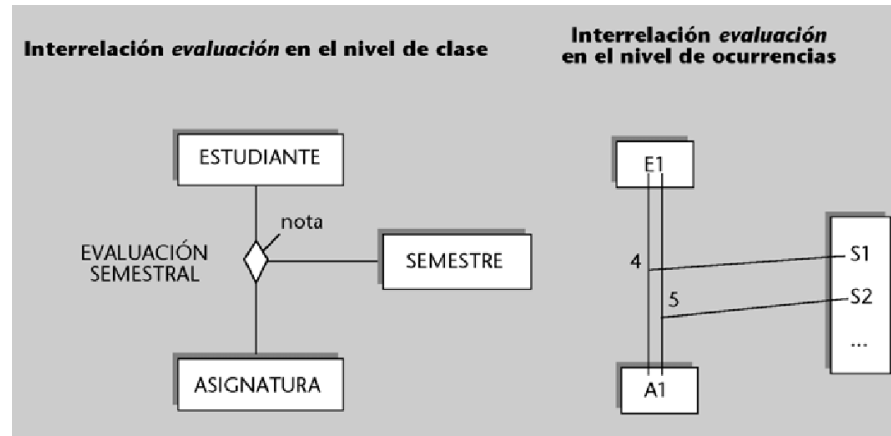 Interrelación evaluación en el nivel de clase
ESTUDIANTE
nota
EVALUACIÓN
SEMESTRAL
SEMESTRE
ASIGNATURA
Interrelación evaluación
en el nivel de ocurrencias
E1
4
S1
5
S2
...
A1